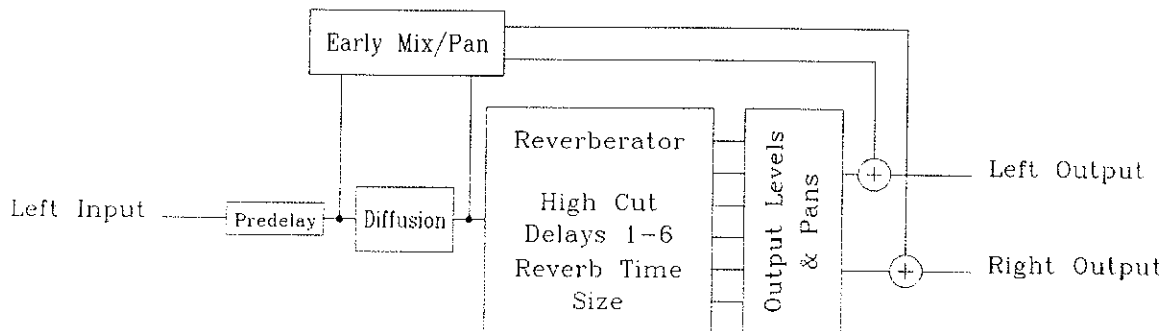 Early Mix/Pan
Reverberator
Left Output
Left Input
Predelay
Diffusion
High Cut
Delays 1-6
Reverb Time
Size
Output Levels
& Pans
Right Output
+
+